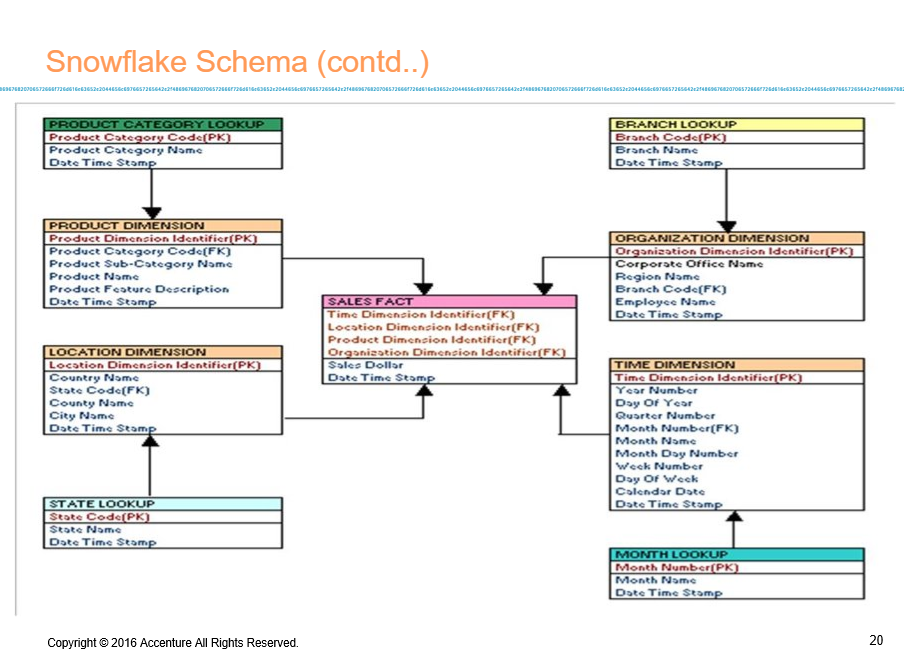 Snowflake Schema (contd..)
PRODUCT CATEGORY LOOKUP
Product Category Code(PK)
Product Category Name
Date Time Stamp
BRANCH LOOKUP
Branch Code(PK)
Branch Name
Date Time Stamp
PRODUCT DIMENSION
Product Dimension Identifier(PK)
Product Category Code(FK)
Product Sub-Category Name
Product Name
Product Feature Description
Date Time Stamp
ORGANIZATION DIMENSION
Organization Dimension Identifier(PK)
Corporate Office Name
Region Name
Branch Code(FK)
Employee Name
Date Time Stamp
SALES FACT
Time Dimension Identifier(FK)
Location Dimension Identifier(FK)
Product Dimension Identifier(FK)
Organization Dimension Identifier(FK)
Sales Dollar
Date Time Stamp
LOCATION DIMENSION
Location Dimension Identifier(PK)
Country Name
State Code(FK)
County Name
City Name
Date Time Stamp
TIME DIMENSION
Time Dimension Identifier(PK)
Year Number
Day Of Year
Quarter Number
Month Number(FK)
Month Name
Month Day Number
Week Number
Day Of Week
Calendar Date
Date Time Stamp
STATE LOOKUP
State Code(PK)
State Name
Date Time Stamp
MONTH LOOKUP
Month Number(PK)
Month Name
Date Time Stamp
Copyright © 2016 Accenture All Rights Reserved.
20